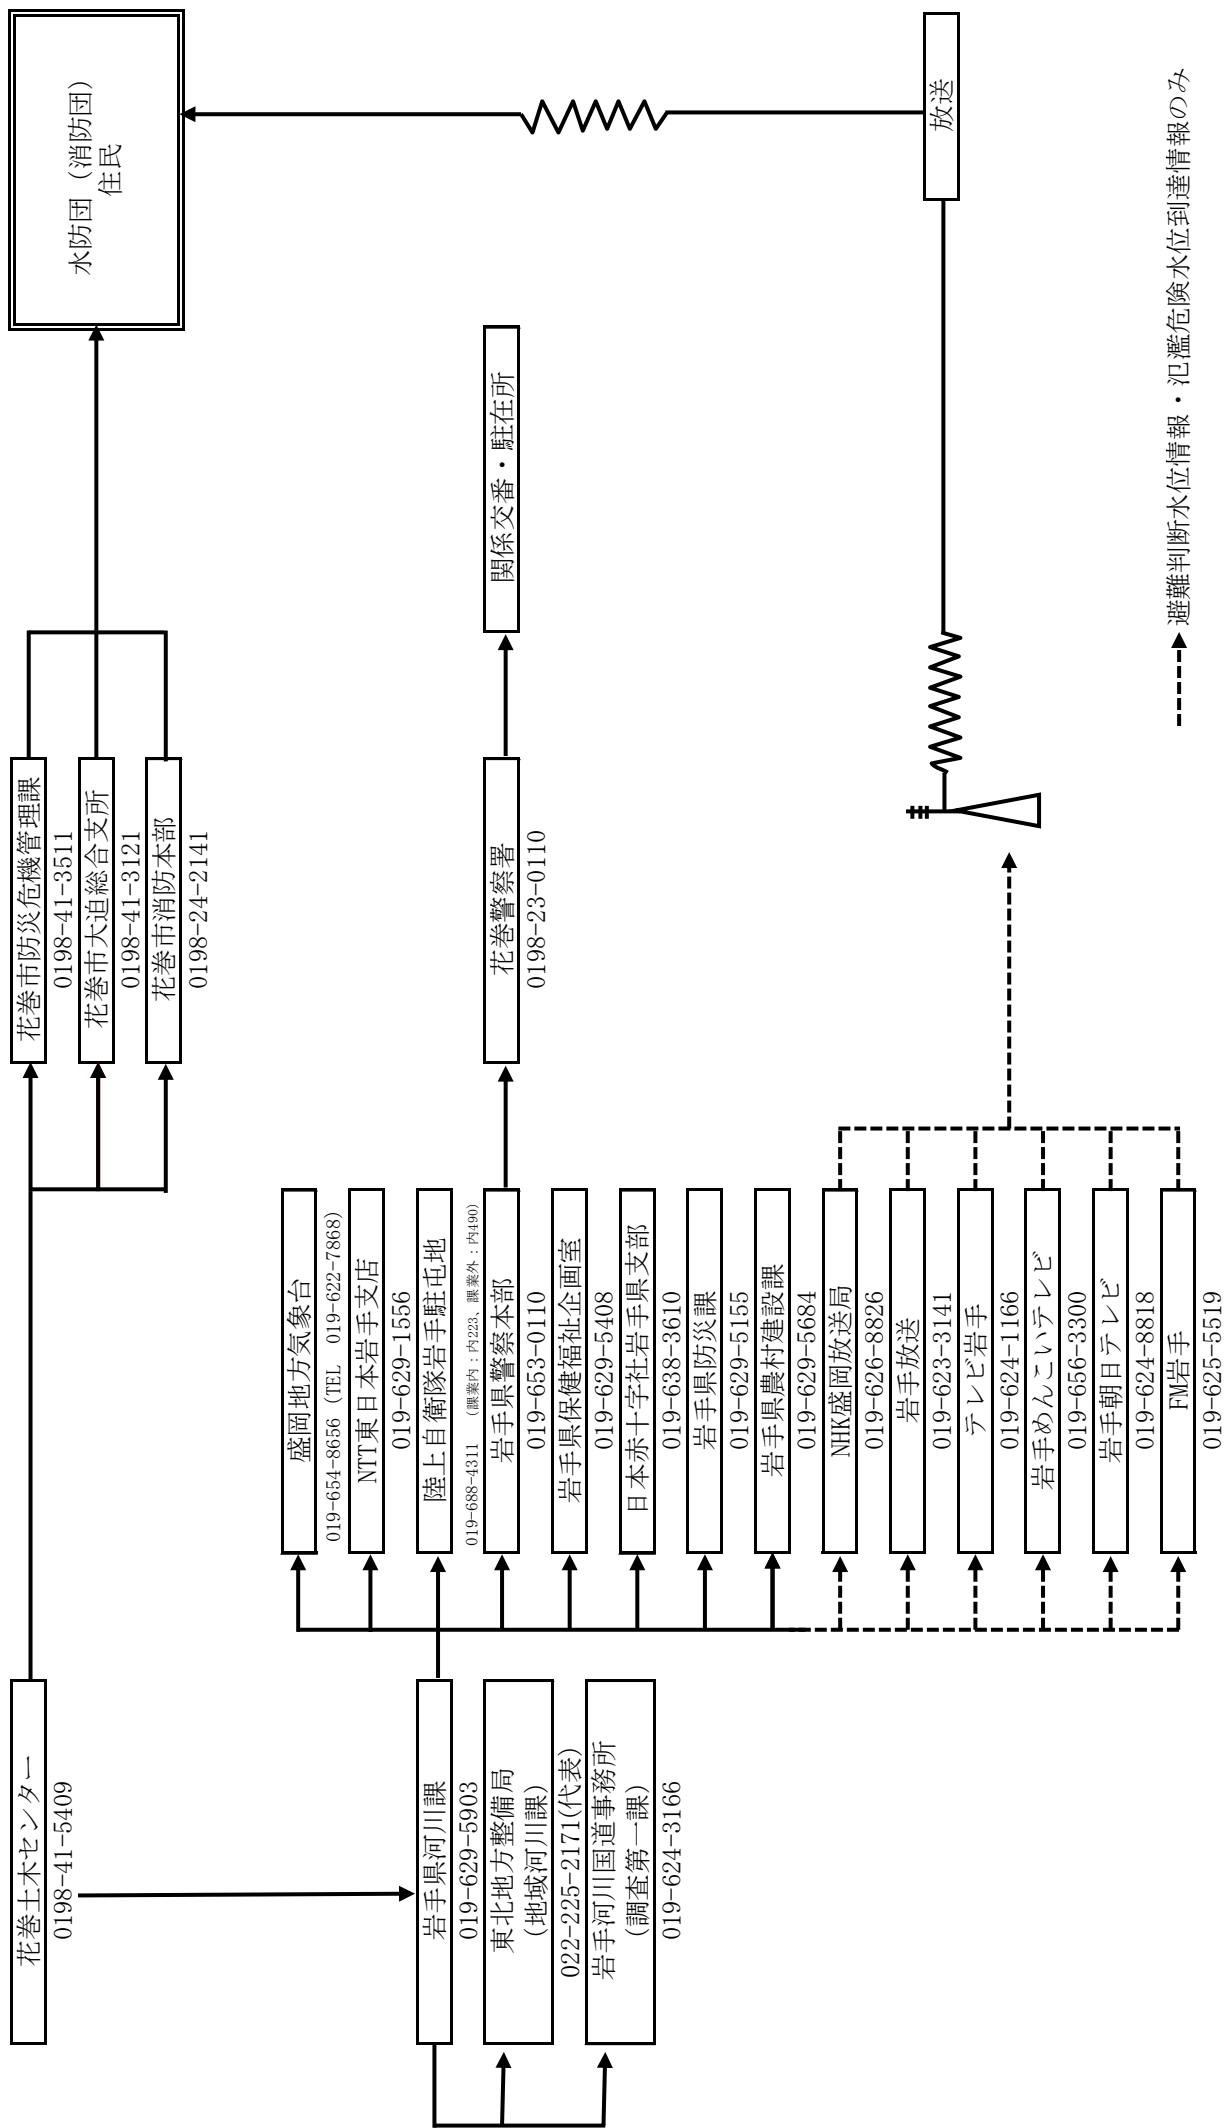 花巻土木センター
0198-41-5409
岩手県河川課
019-629-5903
東北地方整備局
(地域河川課)
022-225-2171(代表)
岩手河川国道事務所
(調査第一課)
019-624-3166
盛岡地方気象台
019-654-8656 (TEL 019-622-7868)
NTT東日本岩手支店
019-629-1556
陸上自衛隊岩手駐屯地
019-688-4311 (課業内:内223、課業外:内490)
岩手県警察本部
019-653-0110
岩手県保健福祉企画室
019-629-5408
日本赤十字社岩手県支部
019-638-3610
岩手県防災課
019-629-5155
岩手県農村建設課
019-629-5684
NHK盛岡放送局
019-626-8826
岩手放送
019-623-3141
テレビ岩手
019-624-1166
岩手めんこいテレビ
019-656-3300
岩手朝日テレビ
019-624-8818
FM岩手
019-625-5519
花巻市防災危機管理課
0198-41-3511
花巻市大迫総合支所
0198-41-3121
花巻市消防本部
0198-24-2141
花巻警察署
0198-23-0110
関係交番・駐在所
水防団(消防団)
住民
放送
避難判断水位情報・氾濫危険水位到達情報のみ